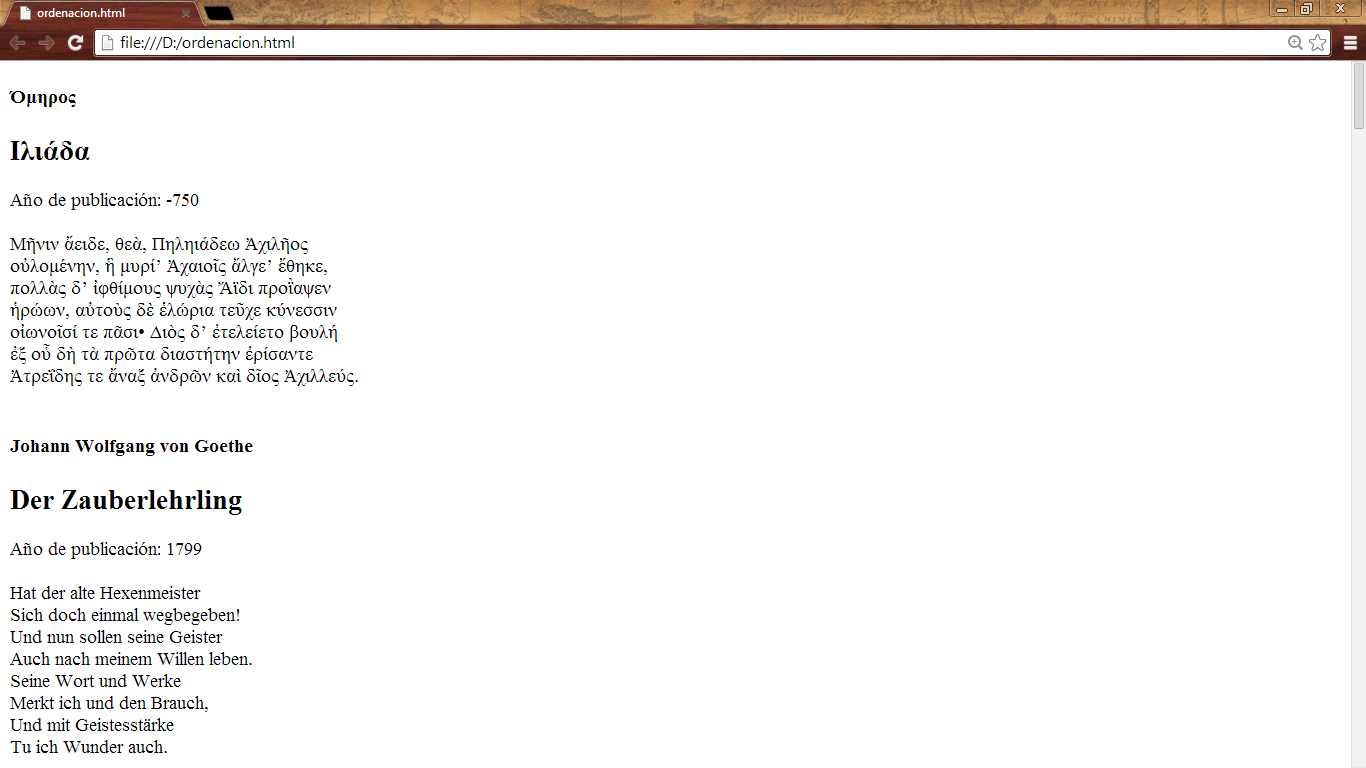 ordenacion.html
file:///D:/ordenacion.html
Όμηρος
Ιλιάδα
Año de publicación: -750
Μῆνιν ἄειδε, θεὰ, Πηληιάδεω Ἀχιλῆος
οὐλομένην, ἣ μυρί’ Ἀχαιοῖς ἄλγε’ ἔθηκε,
πολλὰς δ’ ἰφθίμους ψυχὰς Ἄϊδι προῒαψεν
ἡρώων, αὐτοὺς δὲ ἑλώρια τεῦχε κύνεσσιν
οἰωνοῖσί τε πᾶσι• Διὸς δ’ ἐτελείετο βουλή
ἐξ οὗ δὴ τὰ πρῶτα διαστήτην ἐρίσαντε
Ἀτρεΐδης τε ἄναξ ἀνδρῶν καὶ δῖος Ἀχιλλεύς.
Johann Wolfgang von Goethe
Der Zauberlehrling
Año de publicación: 1799
Hat der alte Hexenmeister
Sich doch einmal wegbegeben!
Und nun sollen seine Geister
Auch nach meinem Willen leben.
Seine Wort und Werke
Merkt ich und den Brauch,
Und mit Geistesstärke
Tu ich Wunder auch.